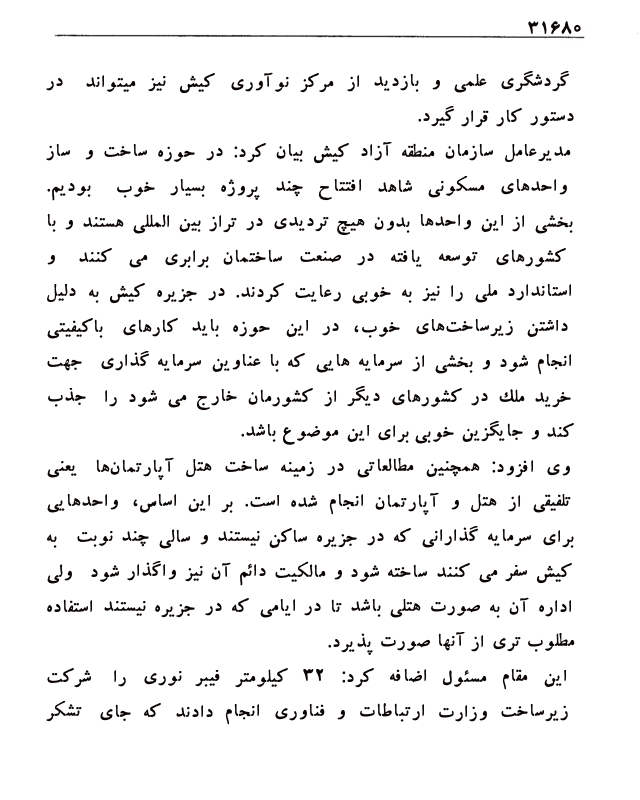 ۳۱۶۸۰
گردشگری علمی و بازدید از مرکز نوآوری کیش نیز میتواند در
دستور کار قرار گیرد.
مدیرعامل سازمان منطقه آزاد کیش بیان کرد: در حوزه ساخت و ساز
واحدهای مسکونی شاهد افتتاح چند پروژه بسیار خوب بودیم.
بخشی از این واحدها بدون هیچ تردیدی در تراز بین المللی هستند و با
کشورهای توسعه یافته در صنعت ساختمان برابری می کنند و
استاندارد ملی را نیز به خوبی رعایت کردند. در جزیره کیش به دلیل
داشتن زیرساخت‌های خوب، در این حوزه باید کارهای باکیفیتی
انجام شود و بخشی از سرمایه هایی که با عناوین سرمایه گذاری جهت
خرید ملك در کشورهای دیگر از کشورمان خارج می شود را جذب
کند و جایگزین خوبی برای این موضوع باشد.
وی افزود: همچنین مطالعاتی در زمینه ساخت هتل آپارتمان‌ها یعنی
تلفیقی از هتل و آپارتمان انجام شده است. بر این اساس، واحدهایی
برای سرمایه گذارانی که در جزیره ساکن نیستند و سالی چند نوبت به
کیش سفر می کنند ساخته شود و مالکیت دائم آن نیز واگذار شود ولی
اداره آن به صورت هتلی باشد تا در ایامی که در جزیره نیستند استفاده
مطلوب تری از آنها صورت پذیرد.
این مقام مسئول اضافه کرد: ۳۲ کیلومتر فیبر نوری را شرکت
زیرساخت وزارت ارتباطات و فناوری انجام دادند که جای تشکر